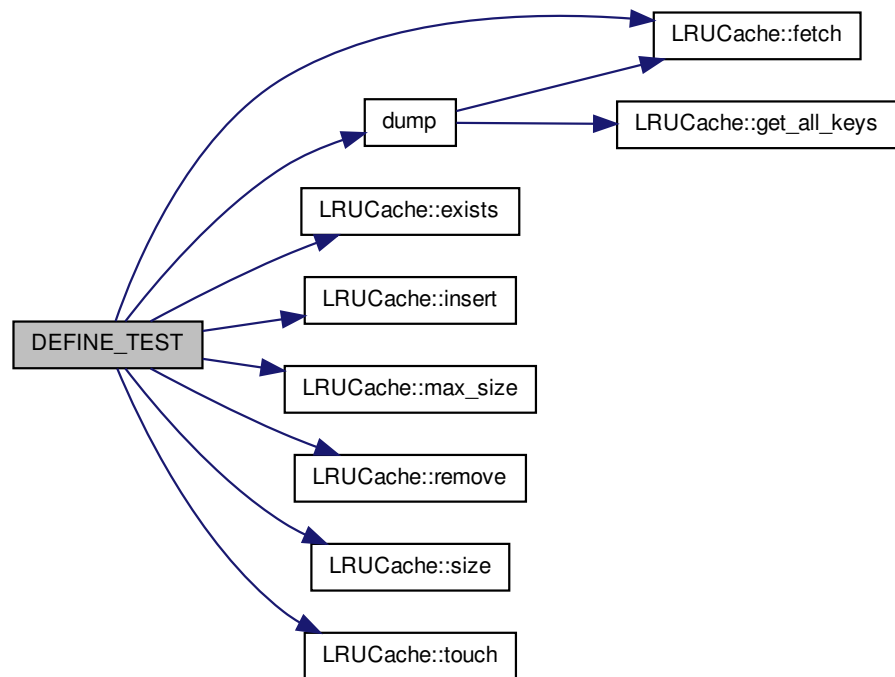 LRUCache::fetch
dump
LRUCache::get_all_keys
LRUCache::exists
LRUCache::insert
DEFINE_TEST
LRUCache::max_size
LRUCache::remove
LRUCache::size
LRUCache::touch